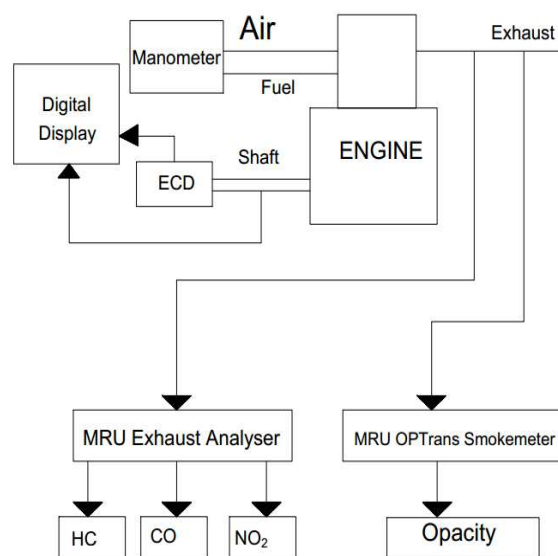 Air
Exhaust
Manometer
Fuel
Digital
Display
Shaft
ENGINE
ECD
MRU Exhaust Analyser
MRU OPTrans Smokemeter
HC
CO
NO₂
Opacity